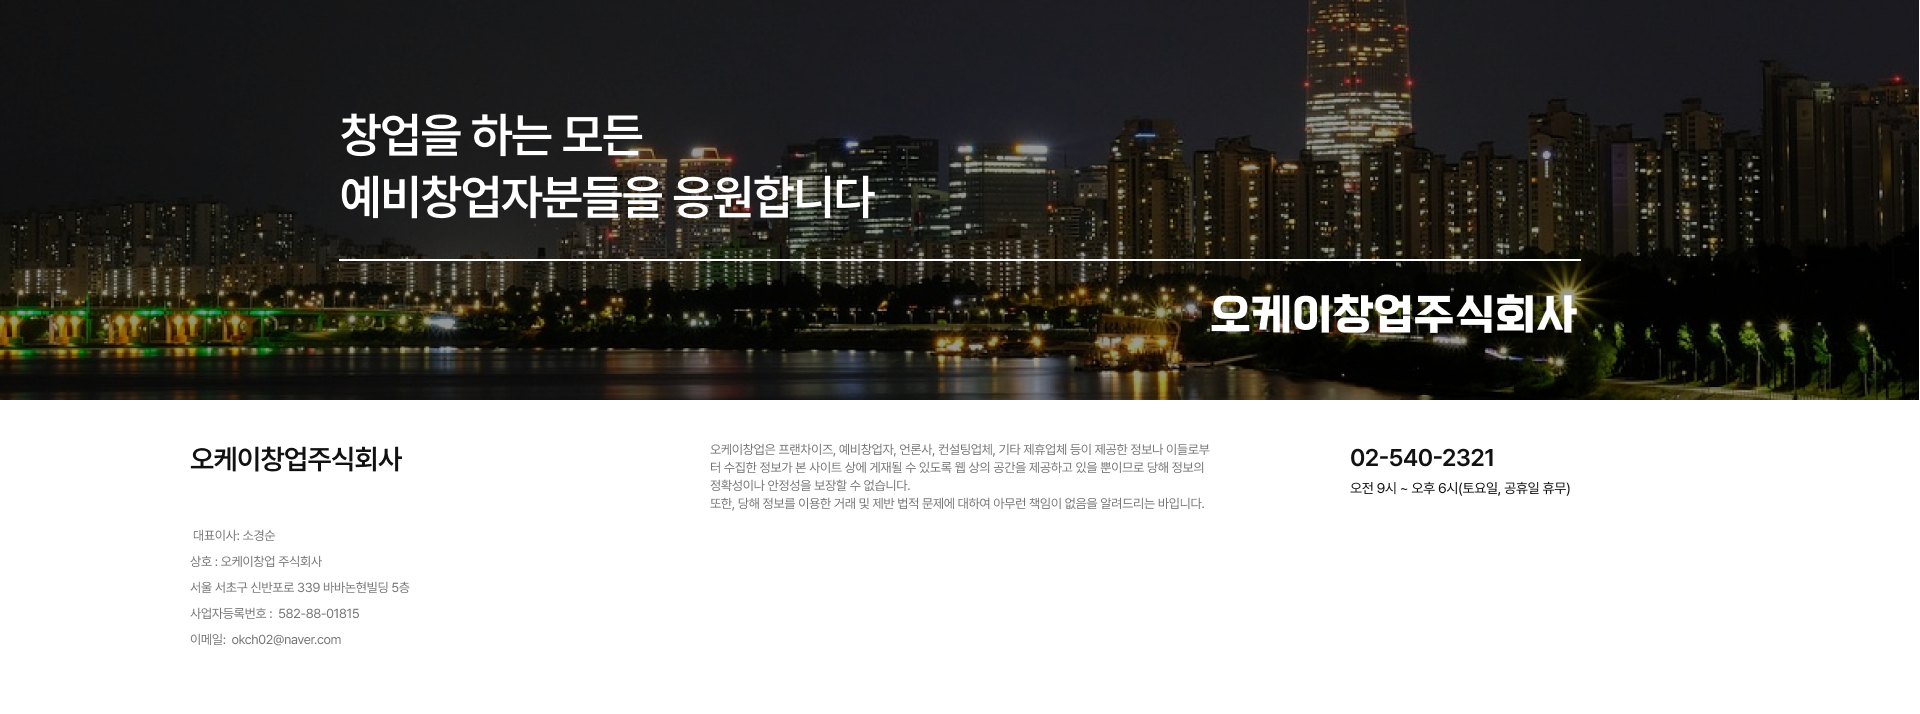 창업을 하는 모든
예비창업자분들을 응원합니다
오케이창업주식회사
오케이창업주식회사
대표이사: 소경순
상호 : 오케이창업 주식회사
서울 서초구 신반포로 339 바바논현빌딩 5층
사업자등록번호 : 582-88-01815
이메일: okch02@naver.com
오케이창업은 프랜차이즈, 예비창업자, 언론사, 컨설팅업체, 기타 제휴업체 등이 제공한 정보나 이들로부
터 수집한 정보가 본 사이트 상에 게재될 수 있도록 웹 상의 공간을 제공하고 있을 뿐이므로 당해 정보의
정확성이나 안정성을 보장할 수 없습니다.
또한, 당해 정보를 이용한 거래 및 제반 법적 문제에 대하여 아무런 책임이 없음을 알려드리는 바입니다.
02-540-2321
오전 9시 ~ 오후 6시(토요일, 공휴일 휴무)